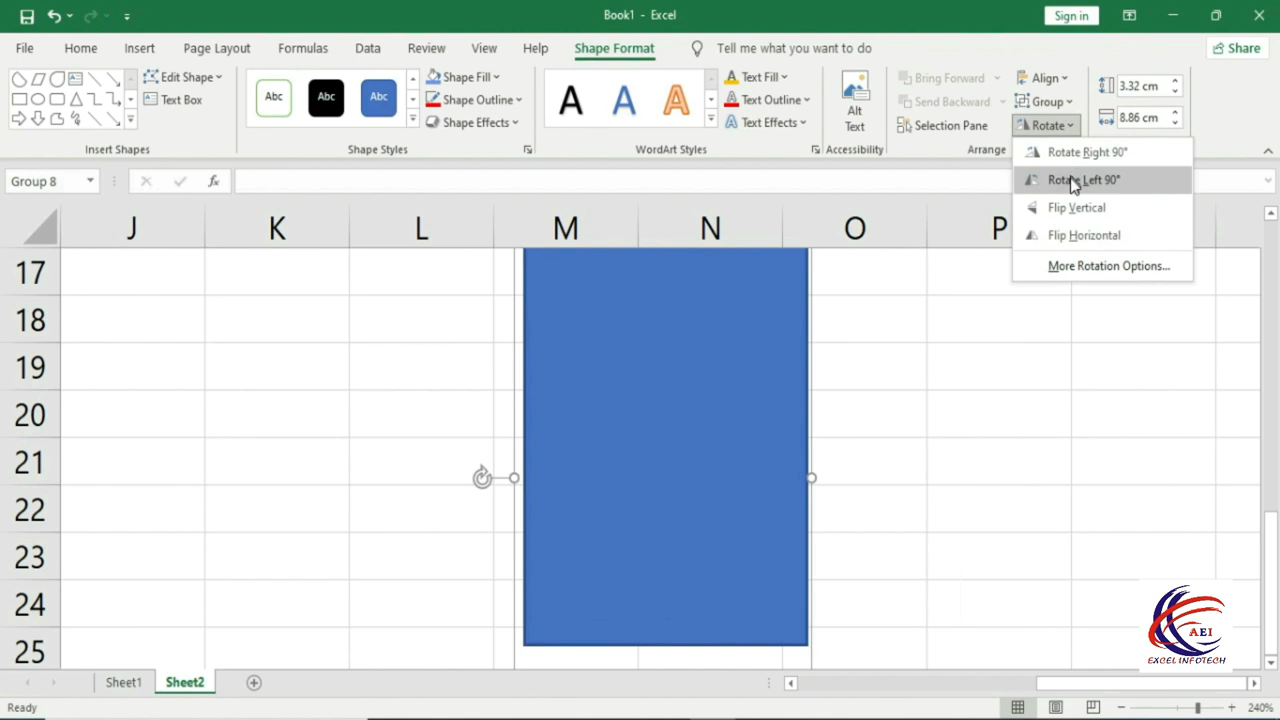 Book1 - Excel
Sign in
File Home Insert Page Layout Formulas Data Review View Help Shape Format Tell me what you want to do Share
Edit Shape
Text Box
Insert Shapes
Abc Abc Abc
Shape Fill
Shape Outline
Shape Effects
Shape Styles
A A A
Text Fill
Text Outline
Text Effects
WordArt Styles
Alt
Text
Accessibility
Bring Forward
Send Backward
Selection Pane
Align
Group
Rotate
Arrange
3.32 cm
8.86 cm
Rotate Right 90°
Rotate Left 90°
Flip Vertical
Flip Horizontal
More Rotation Options...
Group 8
fx
J K L M N O P
17
18
19
20
21
22
23
24
25
AEI
EXCEL INFOTECH
Sheet1 Sheet2
Ready
240%